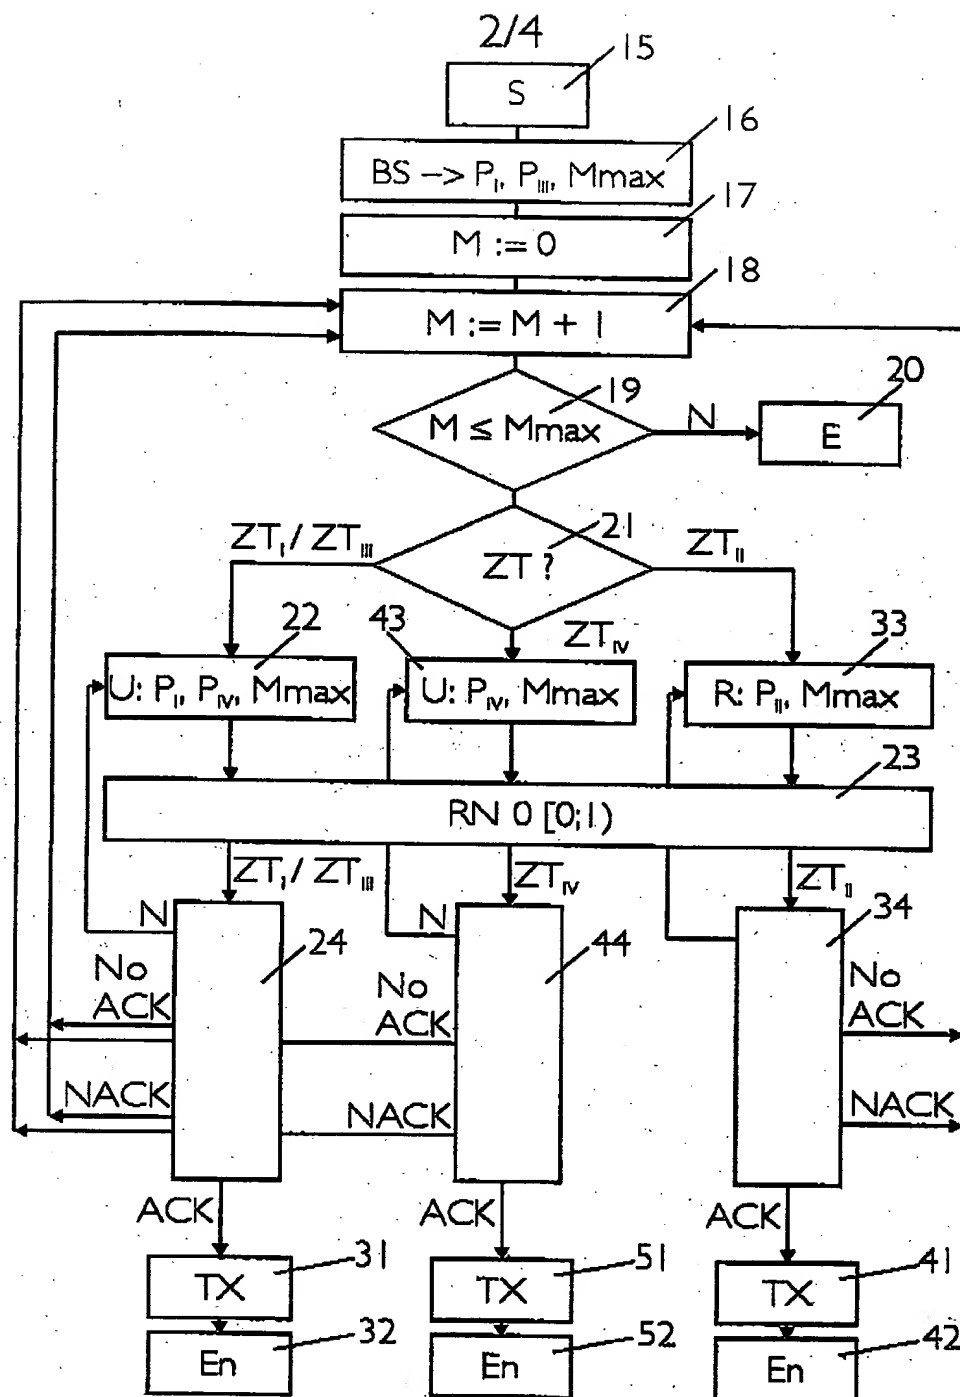 2/4
15
S
16
BS -> P_I, P_III, Mmax
17
M := 0
18
M := M + 1
19
20
M ≤ Mmax
N
E
ZT_I / ZT_III
21
ZT_II
ZT ?
22
43
ZT_IV
33
U: P_I, P_IV, Mmax
U: P_IV, Mmax
R: P_II, Mmax
23
RN 0 [0;1)
ZT_I / ZT_III
ZT_IV
ZT_II
N
N
34
24
44
No
ACK
No
ACK
No
ACK
NACK
NACK
NACK
ACK
ACK
ACK
31
51
41
TX
TX
TX
32
52
42
En
En
En